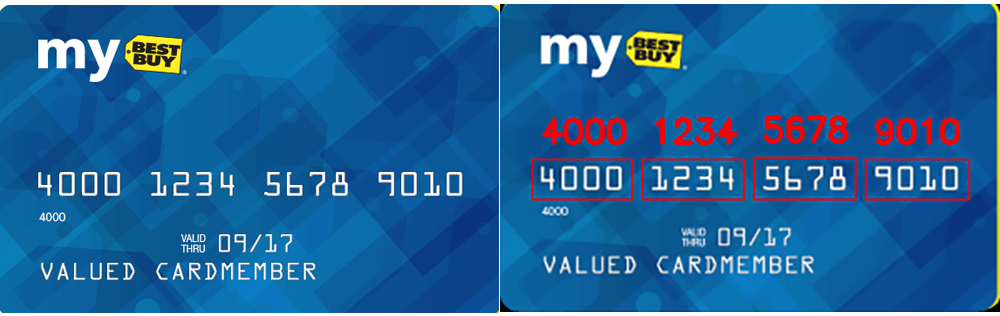 my BEST BUY
4000 1234 5678 9010
4000
VALID THRU 09/17
VALUED CARDMEMBER
my BEST BUY
4000 1234 5678 9010
4000 1234 5678 9010
4000
VALID THRU 09/17
VALUED CARDMEMBER